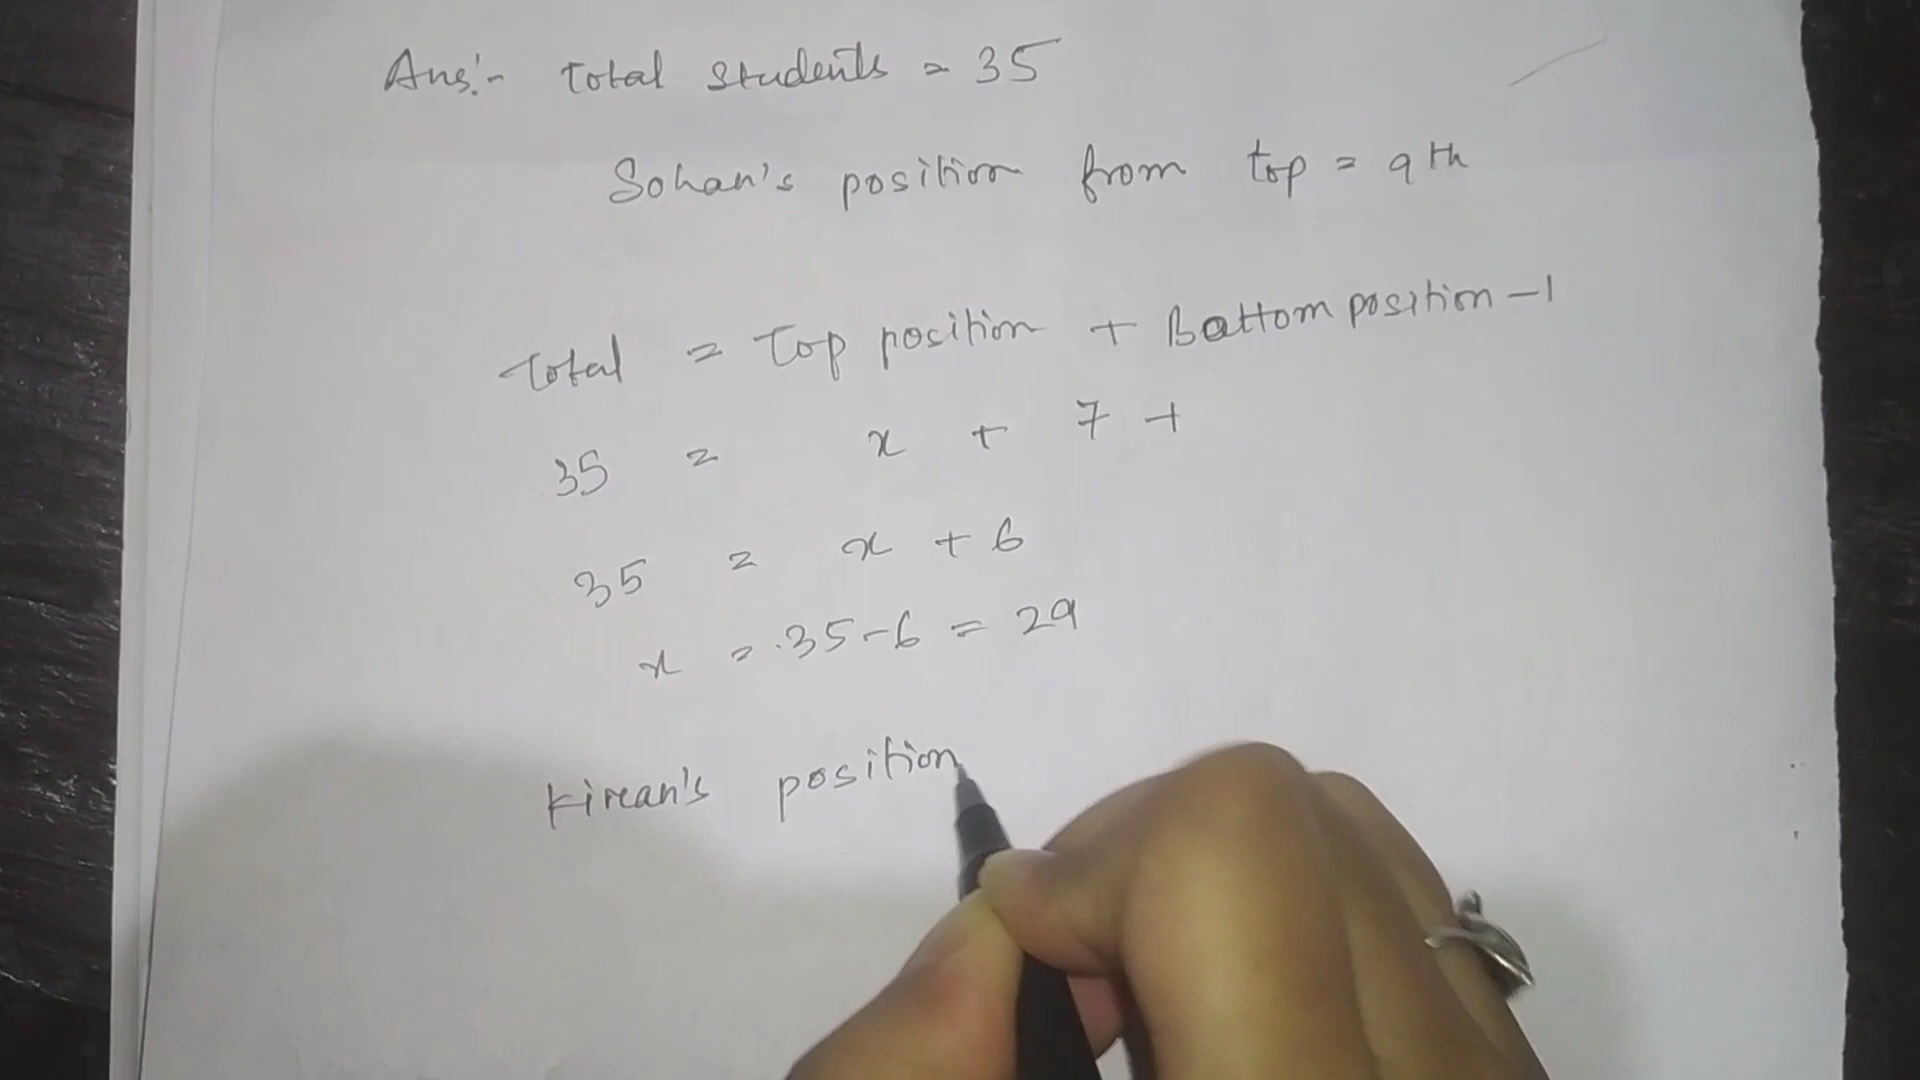 Ans:- total students = 35
Sohan's position from top = 9th
total = Top position + Bottom position - 1
35 = x + 7 +
35 = x + 6
x = 35 - 6 = 29
Kiran's position